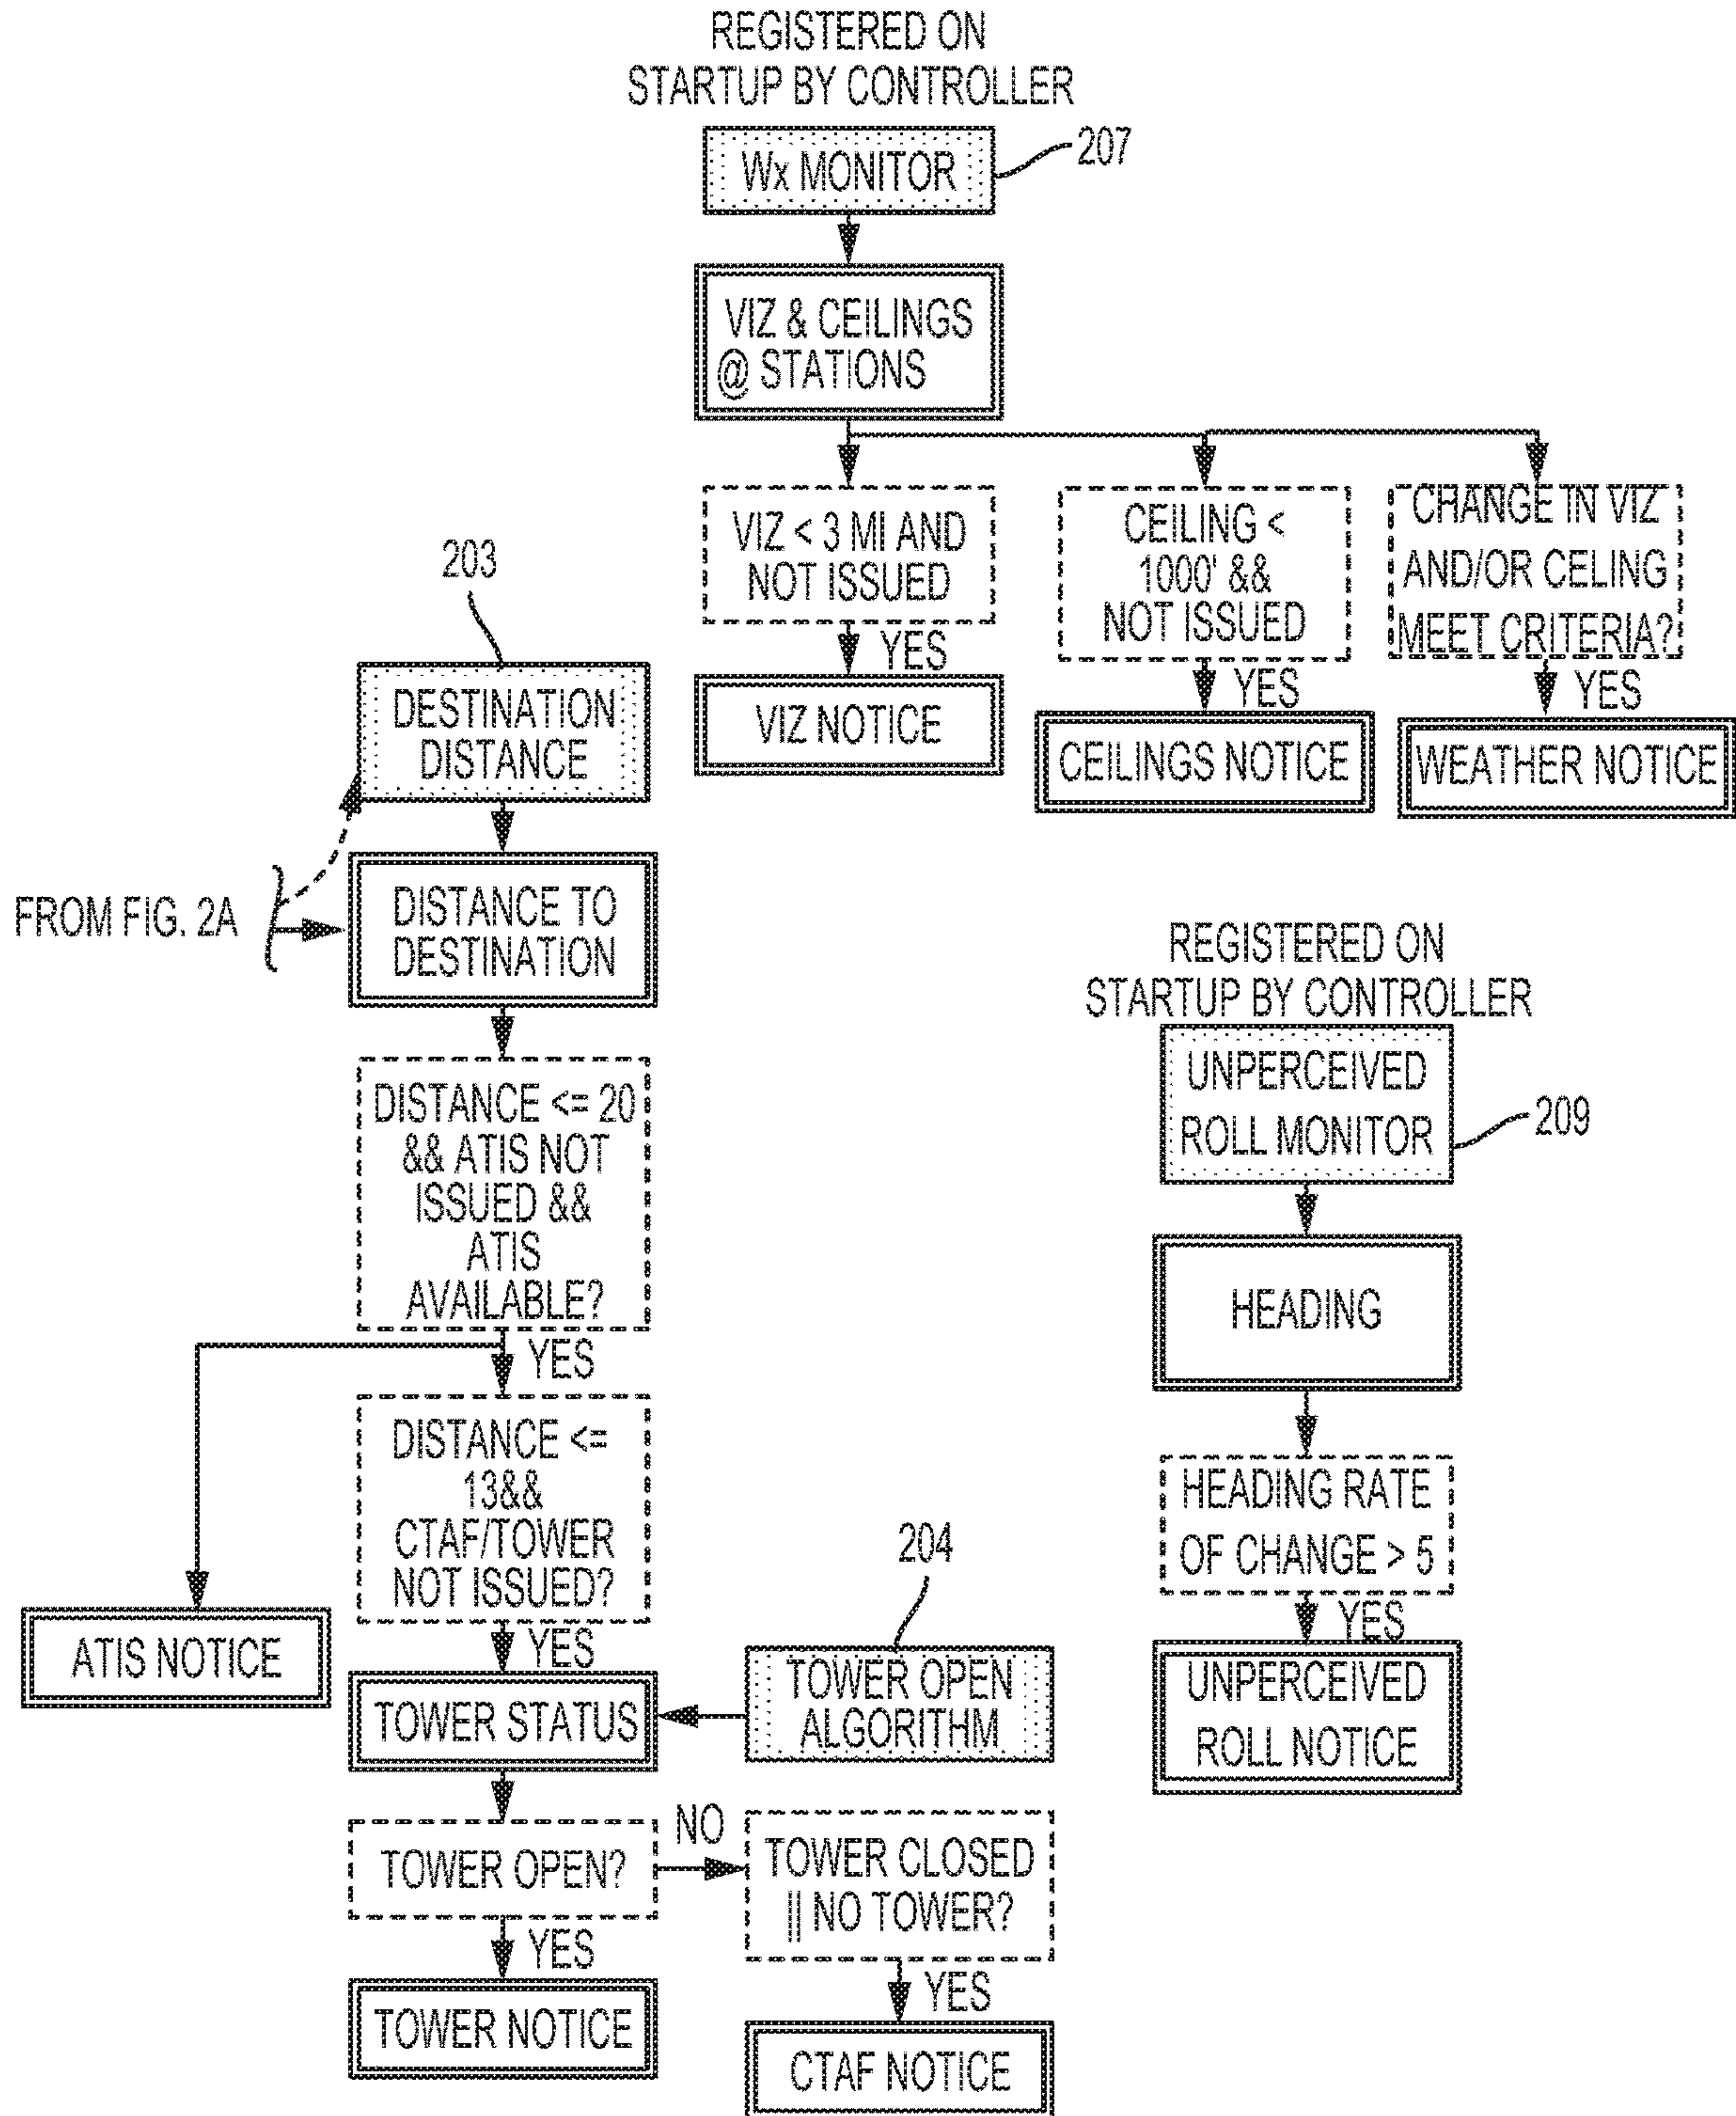 REGISTERED ON
STARTUP BY CONTROLLER
Wx MONITOR
207
VIZ & CEILINGS
@ STATIONS
VIZ < 3 MI AND
NOT ISSUED
YES
VIZ NOTICE
CEILING <
1000' &&
NOT ISSUED
YES
CEILINGS NOTICE
CHANGE IN VIZ
AND/OR CELING
MEET CRITERIA?
YES
WEATHER NOTICE
203
DESTINATION
DISTANCE
FROM FIG. 2A
DISTANCE TO
DESTINATION
DISTANCE <= 20
&& ATIS NOT
ISSUED &&
ATIS
AVAILABLE?
YES
ATIS NOTICE
DISTANCE <=
13&&
CTAF/TOWER
NOT ISSUED?
YES
TOWER STATUS
204
TOWER OPEN
ALGORITHM
TOWER OPEN?
NO
TOWER CLOSED
|| NO TOWER?
YES
TOWER NOTICE
YES
CTAF NOTICE
REGISTERED ON
STARTUP BY CONTROLLER
UNPERCEIVED
ROLL MONITOR
209
HEADING
HEADING RATE
OF CHANGE > 5
YES
UNPERCEIVED
ROLL NOTICE